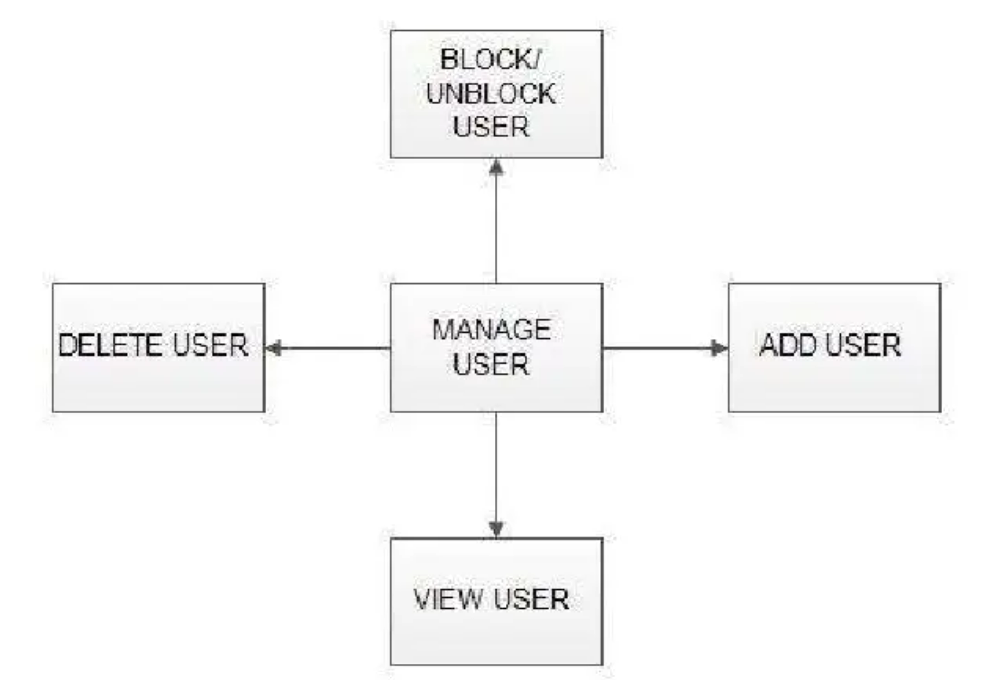 BLOCK/
UNBLOCK
USER
DELETE USER
MANAGE
USER
ADD USER
VIEW USER